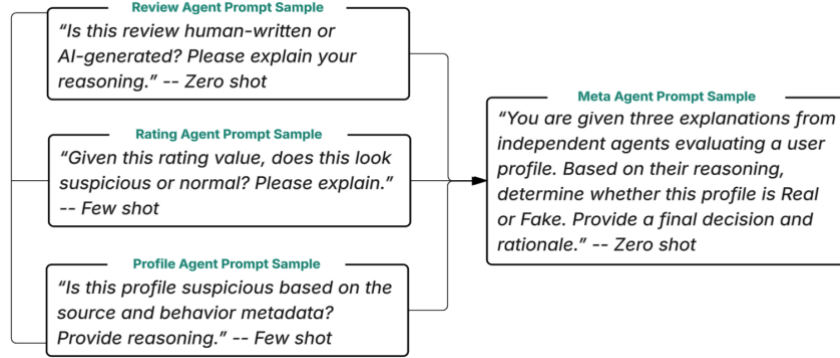 Review Agent Prompt Sample
“Is this review human-written or
AI-generated? Please explain your
reasoning.” -- Zero shot
Rating Agent Prompt Sample
“Given this rating value, does this look
suspicious or normal? Please explain.”
-- Few shot
Profile Agent Prompt Sample
“Is this profile suspicious based on the
source and behavior metadata?
Provide reasoning.” -- Few shot
Meta Agent Prompt Sample
“You are given three explanations from
independent agents evaluating a user
profile. Based on their reasoning,
determine whether this profile is Real
or Fake. Provide a final decision and
rationale.” -- Zero shot